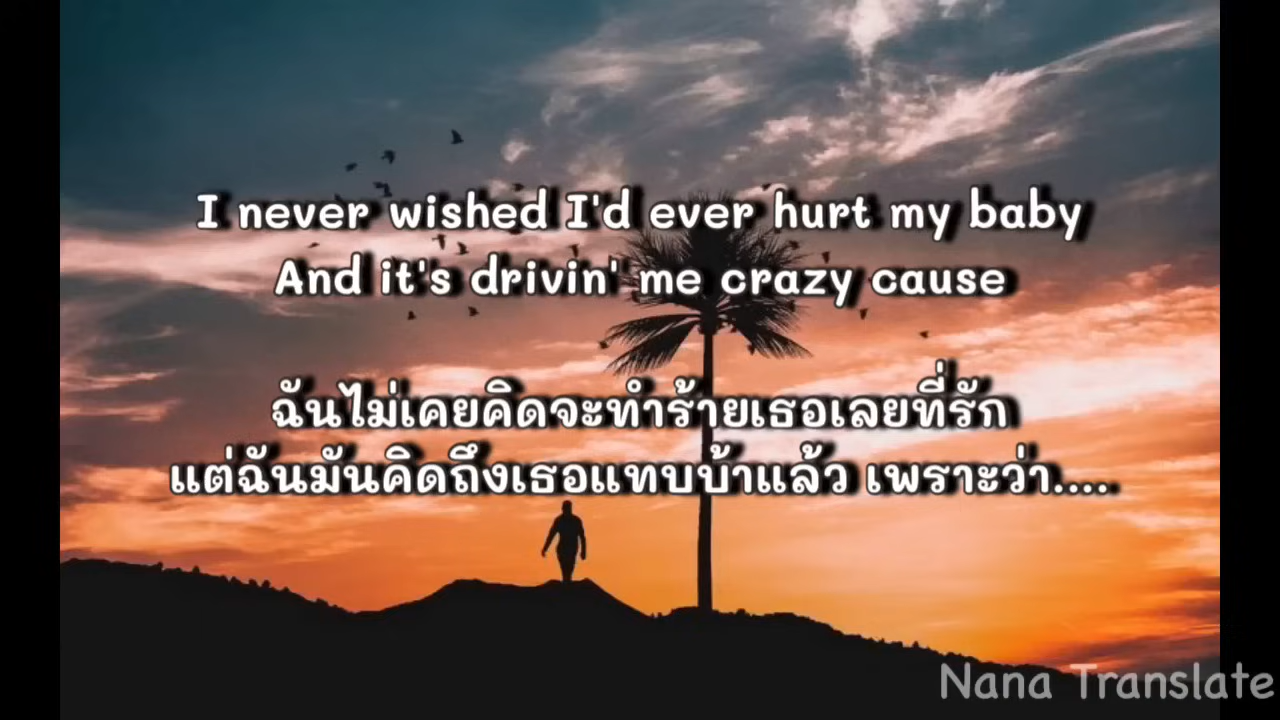 I never wished I'd ever hurt my baby
And it's drivin' me crazy cause
ฉันไม่เคยคิดจะทำร้ายเธอเลยที่รัก
แต่ฉันมันคิดถึงเธอแทบบ้าแล้ว เพราะว่า....
Nana Translate